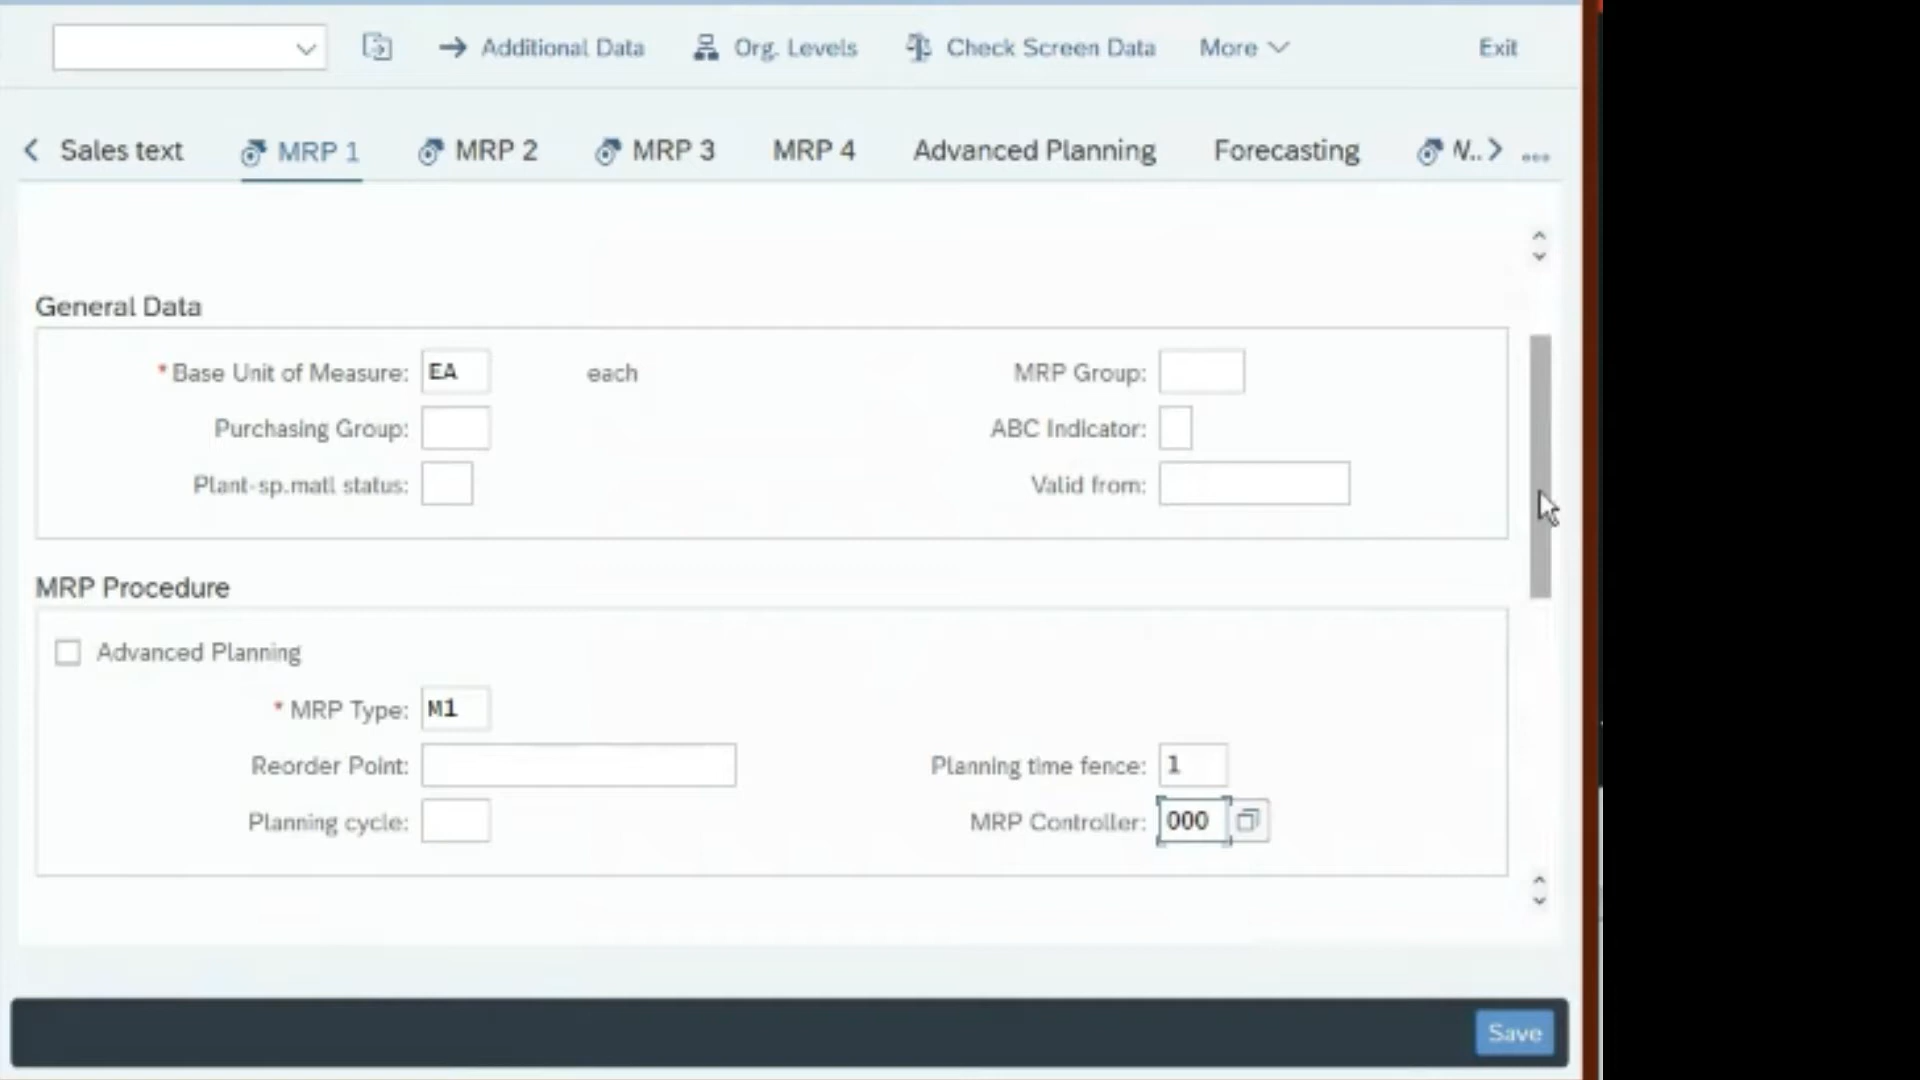 Additional Data Org. Levels Check Screen Data More Exit
Sales text MRP 1 MRP 2 MRP 3 MRP 4 Advanced Planning Forecasting W..
General Data
* Base Unit of Measure: EA each MRP Group:
Purchasing Group: ABC Indicator:
Plant-sp.matl status: Valid from:
MRP Procedure
Advanced Planning
* MRP Type: M1
Reorder Point: Planning time fence: 1
Planning cycle: MRP Controller: 000
Save